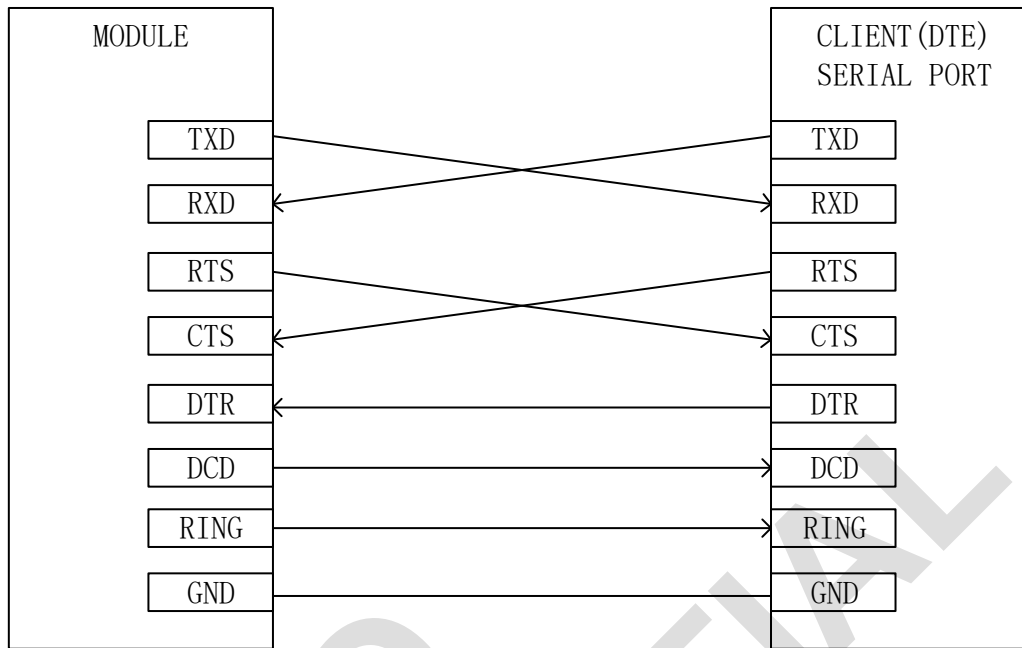 MODULE
CLIENT(DTE)
SERIAL PORT
TXD
TXD
RXD
RXD
RTS
RTS
CTS
CTS
DTR
DTR
DCD
DCD
RING
RING
GND
GND